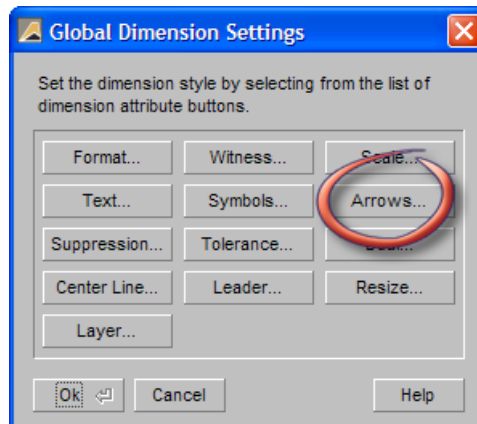 Global Dimension Settings
Set the dimension style by selecting from the list of
dimension attribute buttons.
Format... Witness... Scale...
Text... Symbols... Arrows...
Suppression... Tolerance...
Center Line... Leader... Resize...
Layer...
Ok Cancel Help